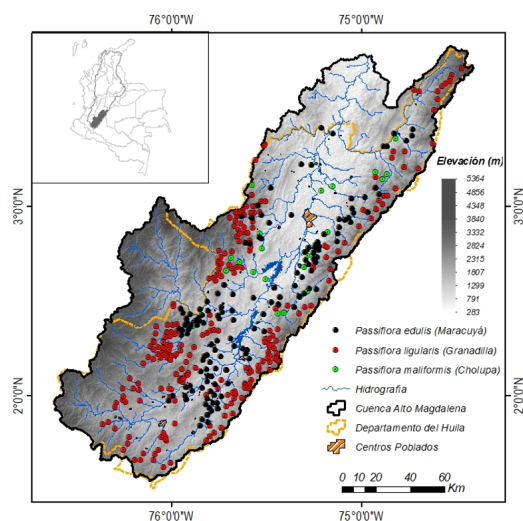 76°0'0"W 75°0'0"W
3°0'0"N
2°0'0"N
3°0'0"N
2°0'0"N
Elevación (m)
5364
4856
4348
3840
3332
2824
2315
1807
1299
791
283
Passiflora edulis (Maracuyá)
Passiflora ligularis (Granadilla)
Passiflora maliformis (Cholupa)
Hidrografia
Cuenca Alto Magdalena
Departamento del Huila
Centros Poblados
0 10 20 40 60
Km
76°0'0"W 75°0'0"W